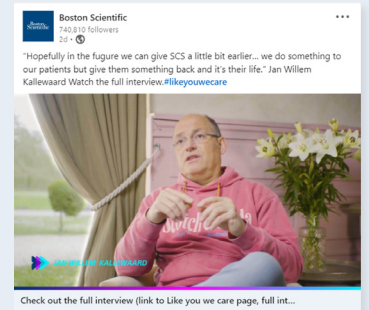 Boston Scientific
Boston
Scientific
740,810 followers
2d •
"Hopefully in the fugure we can give SCS a little bit earlier... we do something to
our patients but give them something back and it's their life." Jan Willem
Kallewaard Watch the full interview.#likeyouwecare
JAN WILLEM KALLEWAARD
Check out the full interview (link to Like you we care page, full int...